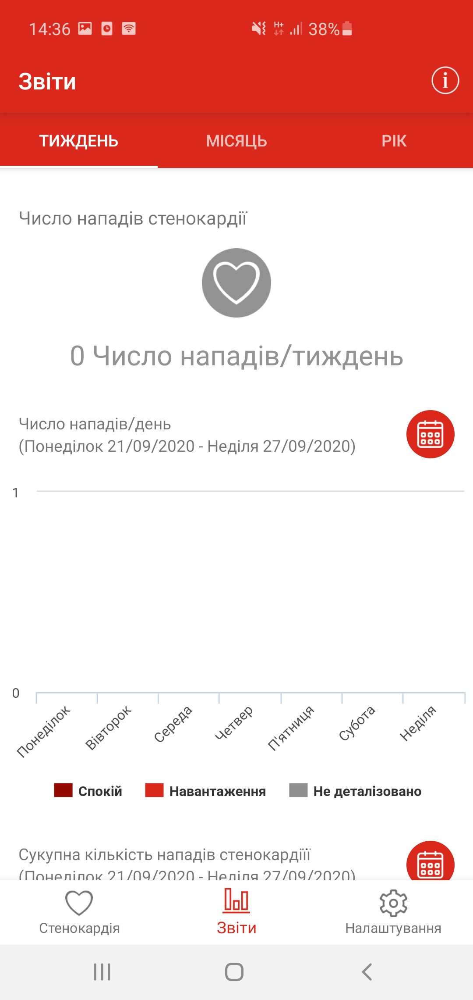 14:36 H+ 38%
Звіти
ТИЖДЕНЬ МІСЯЦЬ РІК
Число нападів стенокардії
0 Число нападів/тиждень
Число нападів/день
(Понеділок 21/09/2020 - Неділя 27/09/2020)
1
0
Понеділок Вівторок Середа Четвер П'ятниця Субота Неділя
Спокій Навантаження Не деталізовано
Сукупна кількість нападів стенокардіїї
(Понеділок 21/09/2020 - Неділя 27/09/2020)
Стенокардія Звіти Налаштування